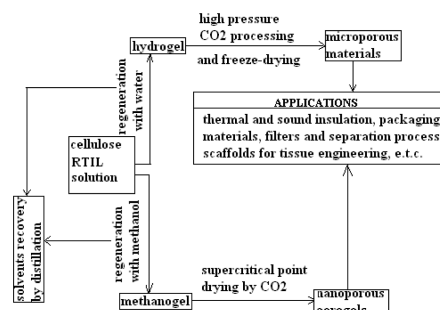 high pressure
CO2 processing
and freeze-drying
hydrogel
microporous
materials
regeneration
with water
APPLICATIONS
thermal and sound insulation, packaging
materials, filters and separation process
scaffolds for tissue engineering, e.t.c.
cellulose
RTIL
solution
solvents recovery
by distillation
regeneration
with methanol
supercritical point
drying by CO2
methanogel
nanoporous
aerogels